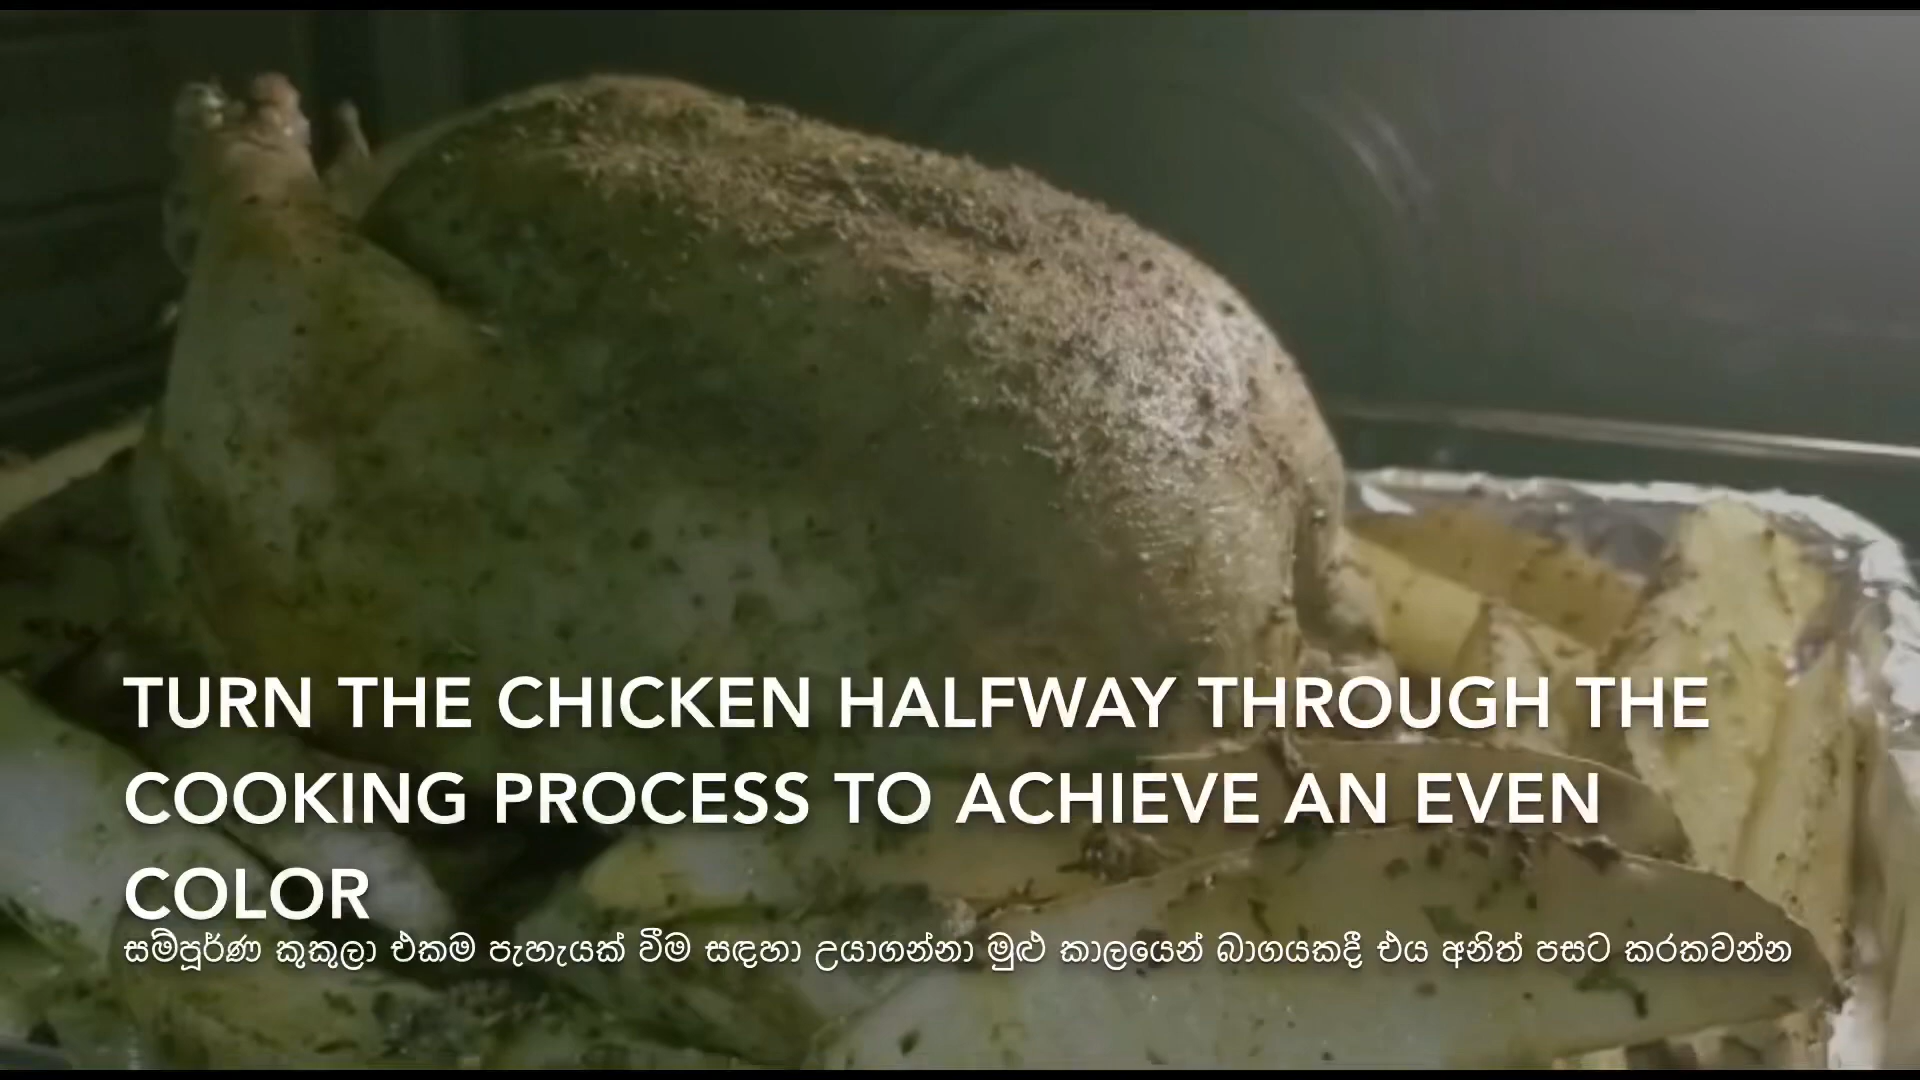 TURN THE CHICKEN HALFWAY THROUGH THE
COOKING PROCESS TO ACHIEVE AN EVEN
COLOR
සම්පූර්ණ කුකුලා එකම පැහැයක් වීම සඳහා උයාගන්නා මුළු කාලයෙන් බාගයකදී එය අනිත් පසට කරකවන්න